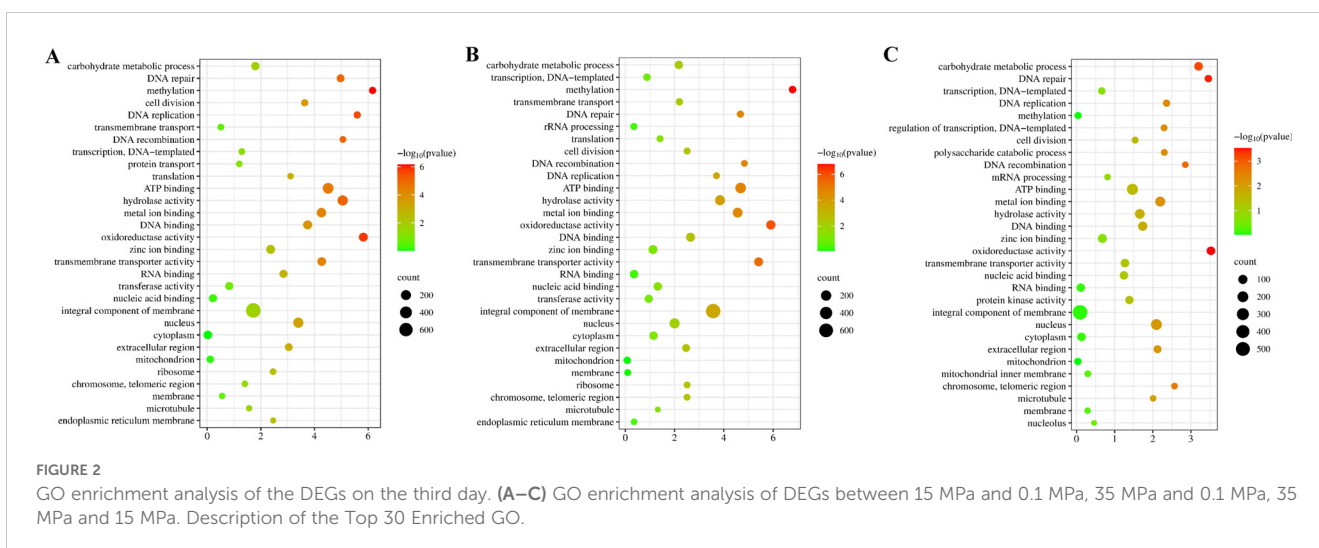 A
carbohydrate metabolic process
DNA repair
methylation
cell division
DNA replication
transmembrane transport
DNA recombination
transcription, DNA−templated
protein transport
translation
ATP binding
hydrolase activity
metal ion binding
DNA binding
oxidoreductase activity
zinc ion binding
transmembrane transporter activity
RNA binding
transferase activity
nucleic acid binding
integral component of membrane
nucleus
cytoplasm
extracellular region
mitochondrion
ribosome
chromosome, telomeric region
membrane
microtubule
endoplasmic reticulum membrane
0 2 4 6
−log10(pvalue)
6
4
2
count
200
400
600
B
carbohydrate metabolic process
transcription, DNA−templated
methylation
transmembrane transport
DNA repair
rRNA processing
translation
cell division
DNA recombination
DNA replication
ATP binding
hydrolase activity
metal ion binding
oxidoreductase activity
DNA binding
zinc ion binding
transmembrane transporter activity
RNA binding
nucleic acid binding
transferase activity
integral component of membrane
nucleus
cytoplasm
extracellular region
mitochondrion
membrane
ribosome
chromosome, telomeric region
microtubule
endoplasmic reticulum membrane
0 2 4 6
−log10(pvalue)
6
4
2
count
200
400
600
C
carbohydrate metabolic process
DNA repair
transcription, DNA−templated
DNA replication
methylation
regulation of transcription, DNA−templated
cell division
polysaccharide catabolic process
DNA recombination
mRNA processing
ATP binding
metal ion binding
hydrolase activity
DNA binding
zinc ion binding
oxidoreductase activity
transmembrane transporter activity
nucleic acid binding
RNA binding
protein kinase activity
integral component of membrane
nucleus
cytoplasm
extracellular region
mitochondrion
mitochondrial inner membrane
chromosome, telomeric region
microtubule
membrane
nucleolus
0 1 2 3
−log10(pvalue)
3
2
1
count
100
200
300
400
500
FIGURE 2
GO enrichment analysis of the DEGs on the third day. (A–C) GO enrichment analysis of DEGs between 15 MPa and 0.1 MPa, 35 MPa and 0.1 MPa, 35
MPa and 15 MPa. Description of the Top 30 Enriched GO.